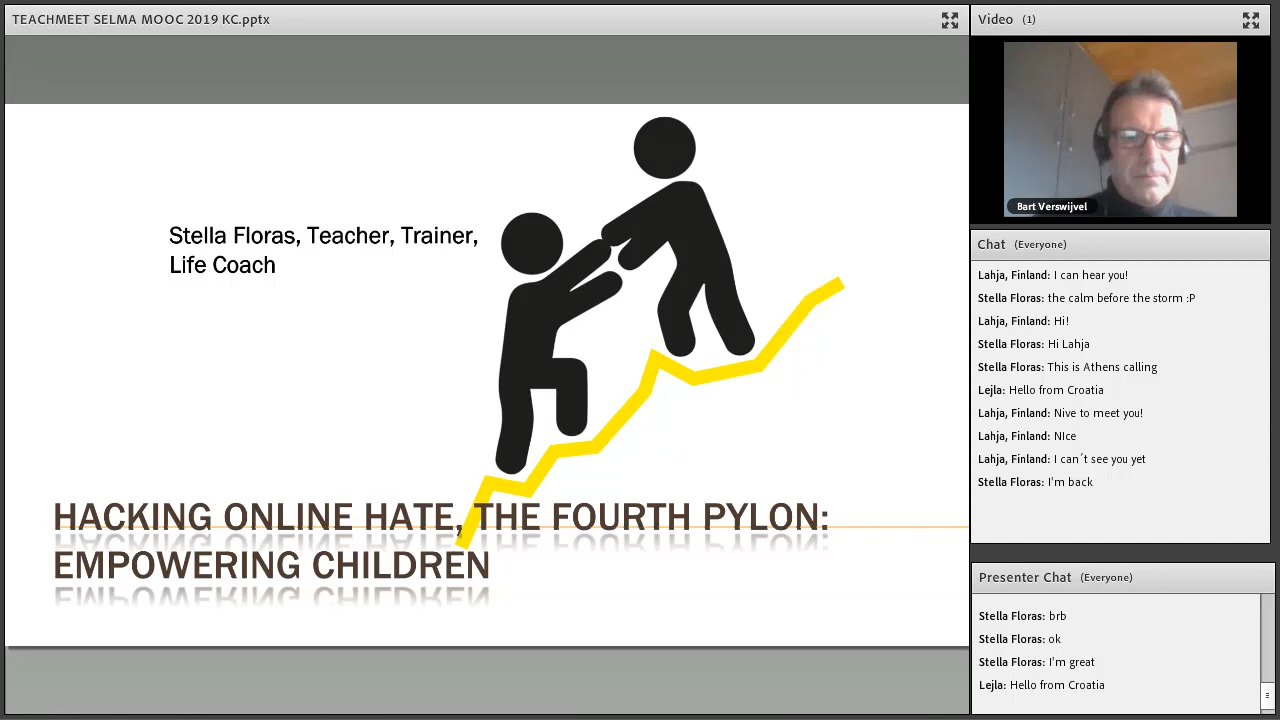 TEACHMEET SELMA MOOC 2019 KC.pptx
Stella Floras, Teacher, Trainer,
Life Coach
HACKING ONLINE HATE, THE FOURTH PYLON:
EMPOWERING CHILDREN
Video (1)
Bart Verswijvel
Chat (Everyone)
Lahja, Finland: I can hear you!
Stella Floras: the calm before the storm :P
Lahja, Finland: Hi!
Stella Floras: Hi Lahja
Stella Floras: This is Athens calling
Lejla: Hello from Croatia
Lahja, Finland: Nive to meet you!
Lahja, Finland: NIce
Lahja, Finland: I can´t see you yet
Stella Floras: I'm back
Presenter Chat (Everyone)
Stella Floras: brb
Stella Floras: ok
Stella Floras: I'm great
Lejla: Hello from Croatia